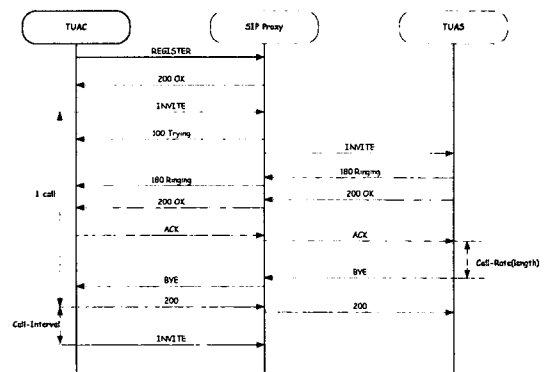 TUAC SIP Proxy TUAS
REGISTER
200 OK
INVITE
100 Trying
INVITE
180 Ringing
180 Ringing
200 OK
1 call
200 OK
ACK
ACK
Call-Rate(length)
BYE
BYE
200
200
Call-Interval
INVITE